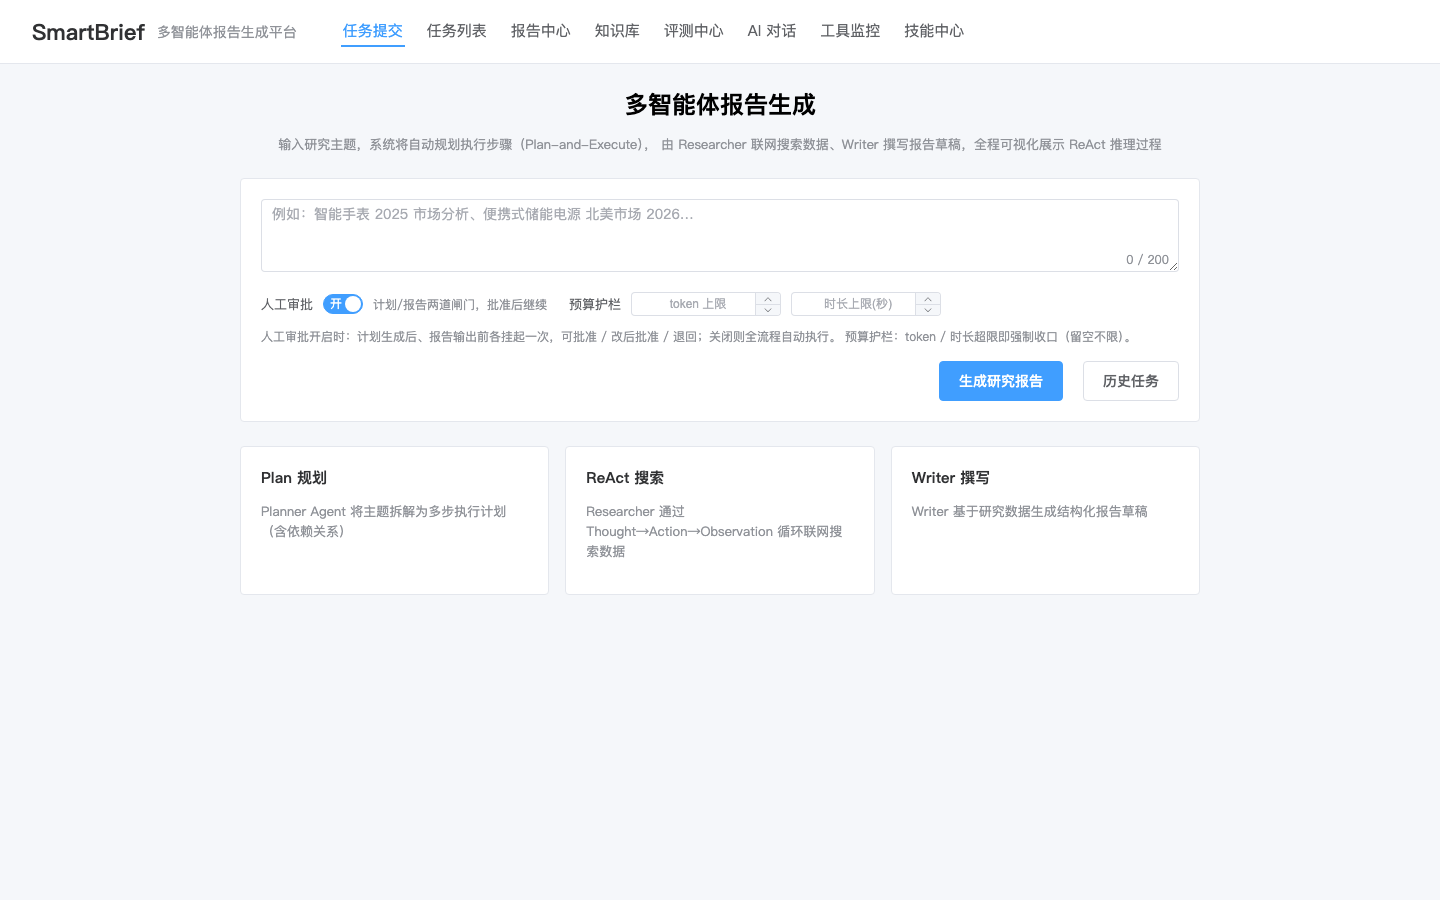 SmartBrief 多智能体报告生成平台 任务提交 任务列表 报告中心 知识库 评测中心 AI 对话 工具监控 技能中心
多智能体报告生成
输入研究主题，系统将自动规划执行步骤（Plan-and-Execute）， 由 Researcher 联网搜索数据、Writer 撰写报告草稿，全程可视化展示 ReAct 推理过程
例如：智能手表 2025 市场分析、便携式储能电源 北美市场 2026...
0 / 200
人工审批 开 计划/报告两道闸门，批准后继续 预算护栏 token 上限 时长上限(秒)
人工审批开启时：计划生成后、报告输出前各挂起一次，可批准 / 改后批准 / 退回；关闭则全流程自动执行。 预算护栏：token / 时长超限即强制收口（留空不限）。
生成研究报告 历史任务
Plan 规划
Planner Agent 将主题拆解为多步执行计划
（含依赖关系）
ReAct 搜索
Researcher 通过
Thought→Action→Observation 循环联网搜
索数据
Writer 撰写
Writer 基于研究数据生成结构化报告草稿